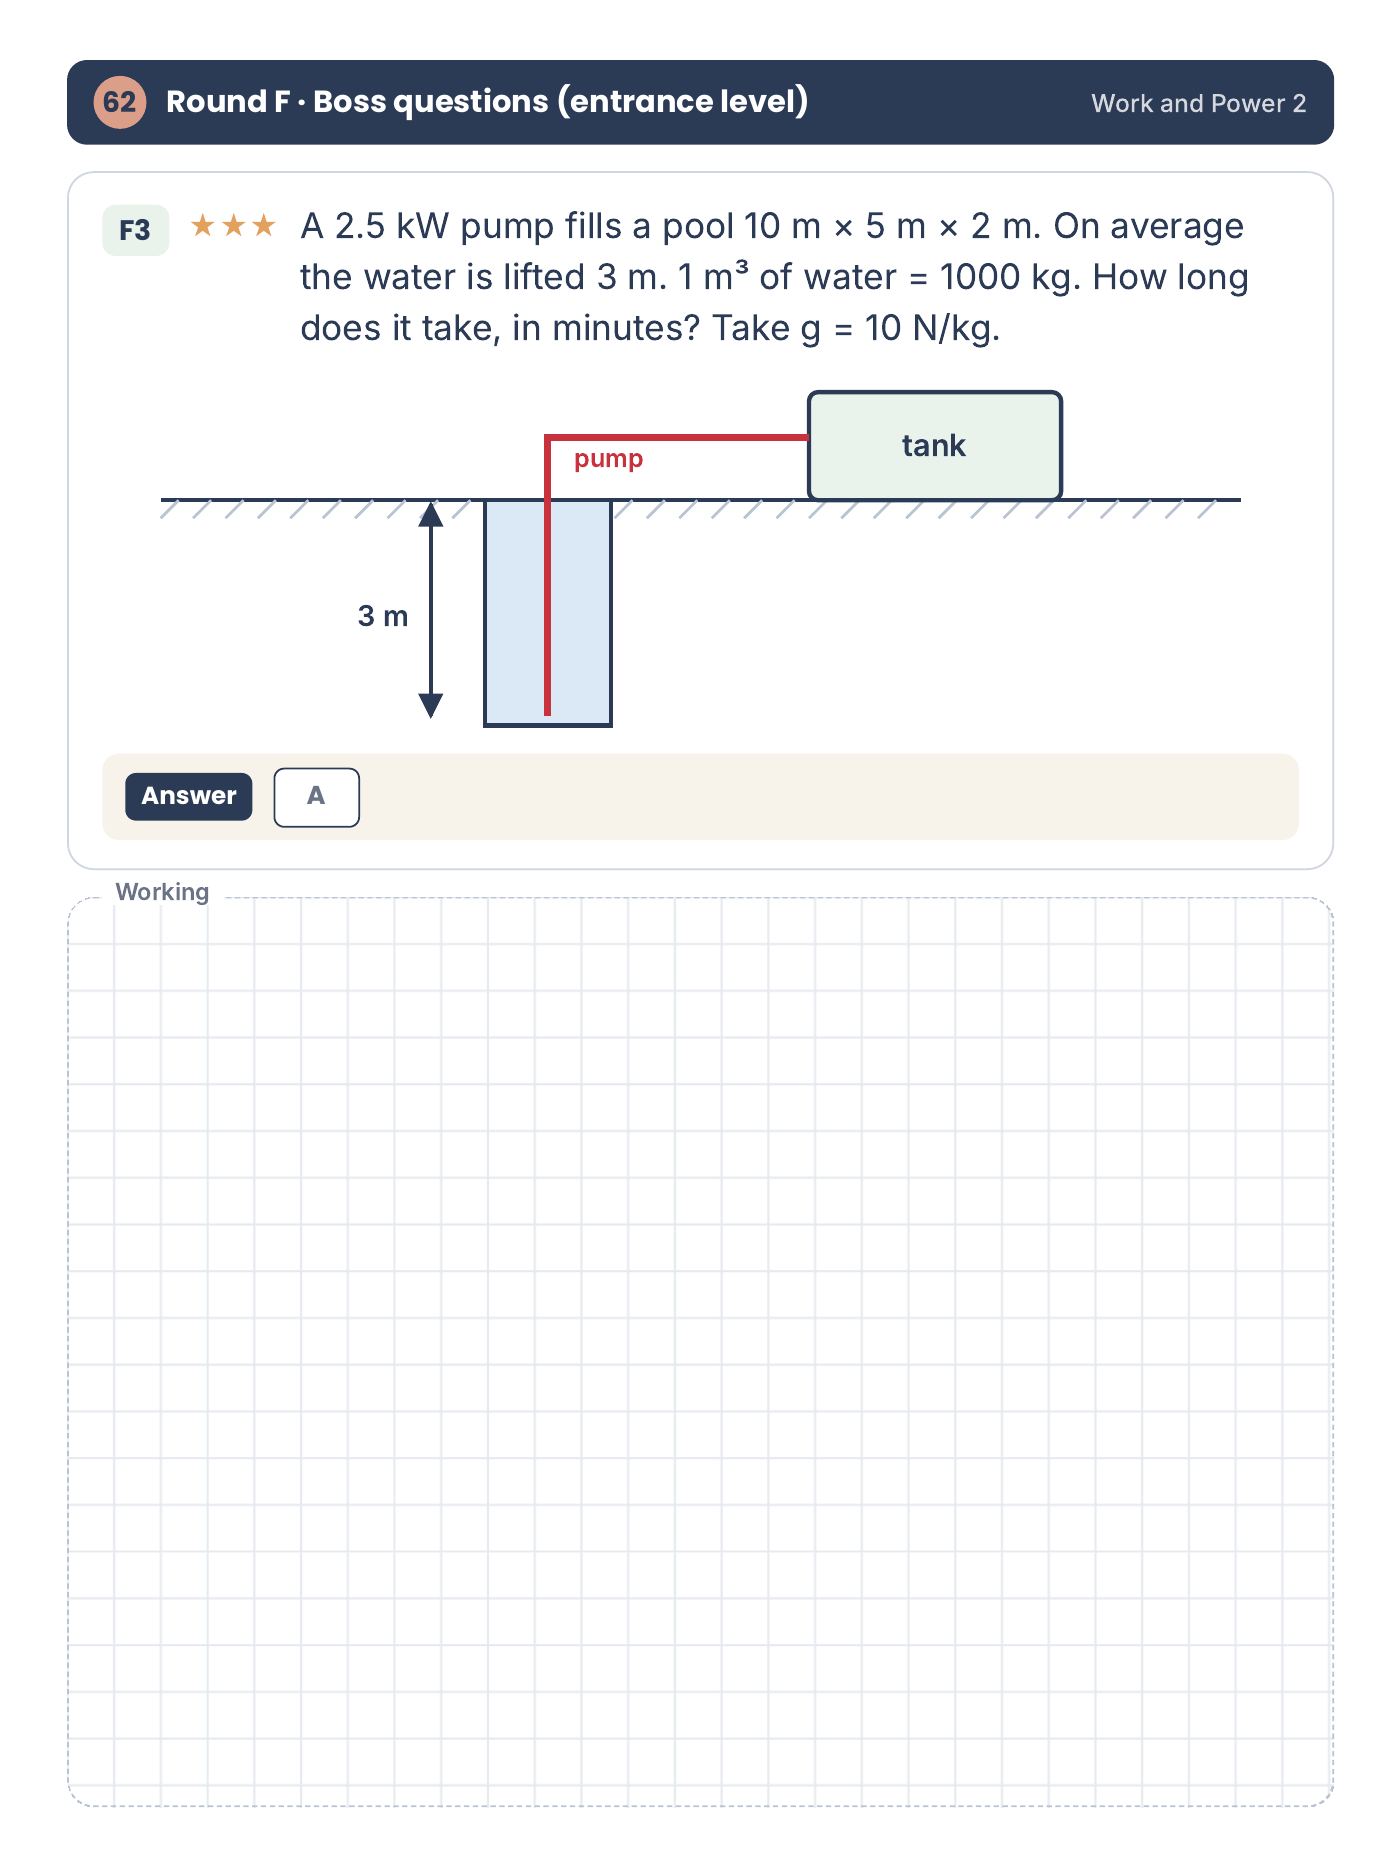 62 Round F · Boss questions (entrance level) Work and Power 2
F3 ★★★ A 2.5 kW pump fills a pool 10 m × 5 m × 2 m. On average
the water is lifted 3 m. 1 m³ of water = 1000 kg. How long
does it take, in minutes? Take g = 10 N/kg.
tank
pump
3 m
Answer A
Working